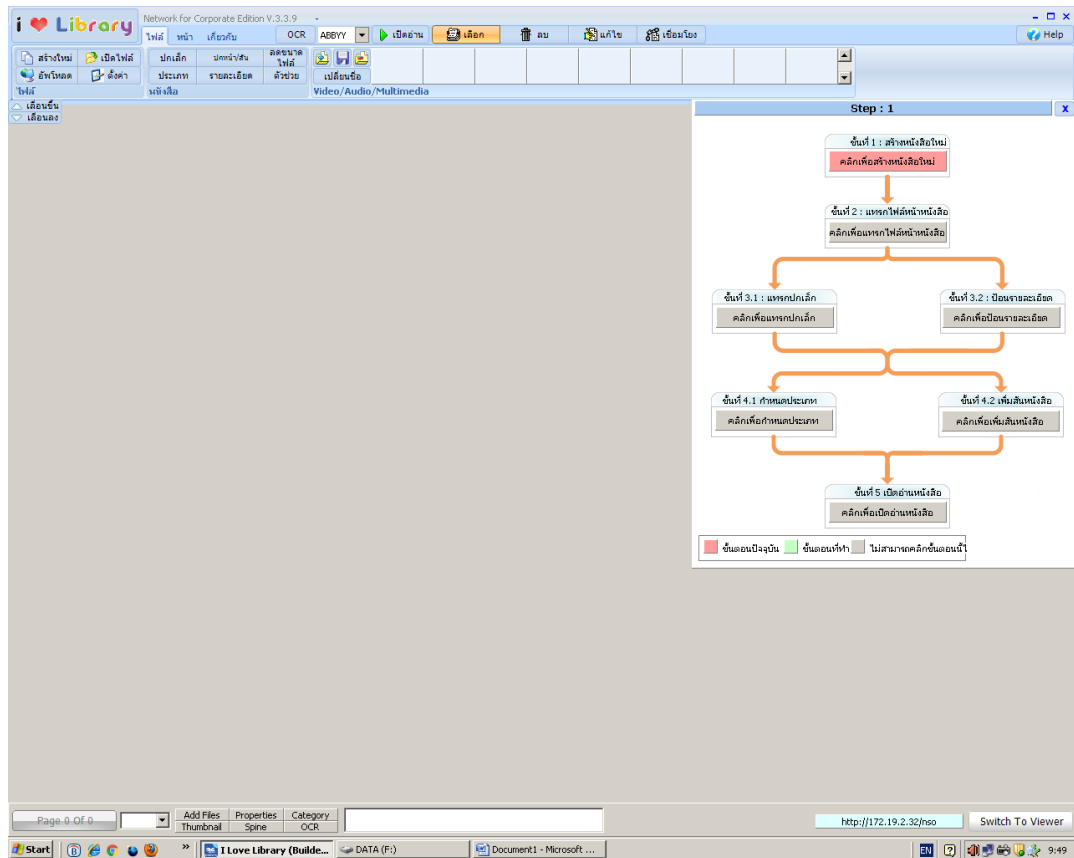 i ❤ Library
Network for Corporate Edition V.3.3.9 -
ไฟล์ หน้า เกี่ยวกับ OCR ABBYY เปิดอ่าน เลือก ลบ แก้ไข เชื่อมโยง Help
สร้างใหม่ เปิดไฟล์ ปกเล็ก ปกหน้า/สัน ลดขนาดไฟล์
อัพโหลด ตั้งค่า ประเภท รายละเอียด ตัวช่วย เปลี่ยนชื่อ
ไฟล์ หนังสือ Video/Audio/Multimedia
เลื่อนขึ้น
เลื่อนลง
Step : 1 X
ขั้นที่ 1 : สร้างหนังสือใหม่
คลิกเพื่อสร้างหนังสือใหม่
ขั้นที่ 2 : แทรกไฟล์หน้าหนังสือ
คลิกเพื่อแทรกไฟล์หน้าหนังสือ
ขั้นที่ 3.1 : แทรกปกเล็ก ขั้นที่ 3.2 : ป้อนรายละเอียด
คลิกเพื่อแทรกปกเล็ก คลิกเพื่อป้อนรายละเอียด
ขั้นที่ 4.1 กำหนดประเภท ขั้นที่ 4.2 เพิ่มสันหนังสือ
คลิกเพื่อกำหนดประเภท คลิกเพื่อเพิ่มสันหนังสือ
ขั้นที่ 5 เปิดอ่านหนังสือ
คลิกเพื่อเปิดอ่านหนังสือ
ขั้นตอนปัจจุบัน ขั้นตอนที่ทำ ไม่สามารถคลิกขั้นตอนนี้ไ
Page 0 Of 0 Add Files Properties Category
Thumbnail Spine OCR
http://172.19.2.32/nso Switch To Viewer
Start » I Love Library (Builde... DATA (F:) Document1 - Microsoft ... EN 9:49